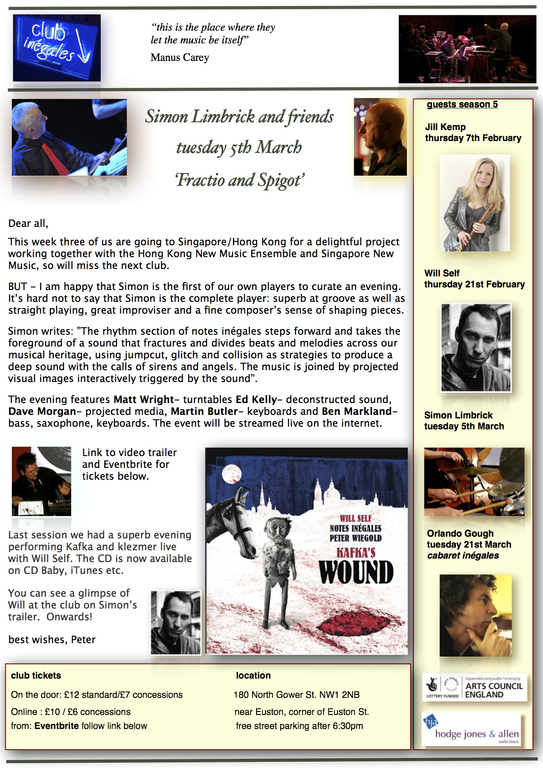 club
inégales
“this is the place where they
let the music be itself”
Manus Carey
Simon Limbrick and friends
tuesday 5th March
‘Fractio and Spigot’
Dear all,
This week three of us are going to Singapore/Hong Kong for a delightful project
working together with the Hong Kong New Music Ensemble and Singapore New
Music, so will miss the next club.
BUT – I am happy that Simon is the first of our own players to curate an evening.
It’s hard not to say that Simon is the complete player: superb at groove as well as
straight playing, great improviser and a fine composer’s sense of shaping pieces.
Simon writes: "The rhythm section of notes inégales steps forward and takes the
foreground of a sound that fractures and divides beats and melodies across our
musical heritage, using jumpcut, glitch and collision as strategies to produce a
deep sound with the calls of sirens and angels. The music is joined by projected
visual images interactively triggered by the sound”.
The evening features Matt Wright– turntables Ed Kelly– deconstructed sound,
Dave Morgan– projected media, Martin Butler– keyboards and Ben Markland–
bass, saxophone, keyboards. The event will be streamed live on the internet.
Link to video trailer
and Eventbrite for
tickets below.
Last session we had a superb evening
performing Kafka and klezmer live
with Will Self. The CD is now available
on CD Baby, iTunes etc.
You can see a glimpse of
Will at the club on Simon’s
trailer.  Onwards!
best wishes, Peter
WILL SELF
NOTES INÉGALES
PETER WIEGOLD
KAFKA'S
WOUND
guests season 5
Jill Kemp
thursday 7th February
Will Self
thursday 21st February
Simon Limbrick
tuesday 5th March
Orlando Gough
tuesday 21st March
cabaret inégales
Supported using public funding by
ARTS COUNCIL
ENGLAND
LOTTERY FUNDED
hja
hodge jones & allen
solicitors
club tickets
On the door: £12 standard/£7 concessions
Online : £10 / £6 concessions
from: Eventbrite follow link below
location
180 North Gower St. NW1 2NB
near Euston, corner of Euston St.
free street parking after 6:30pm